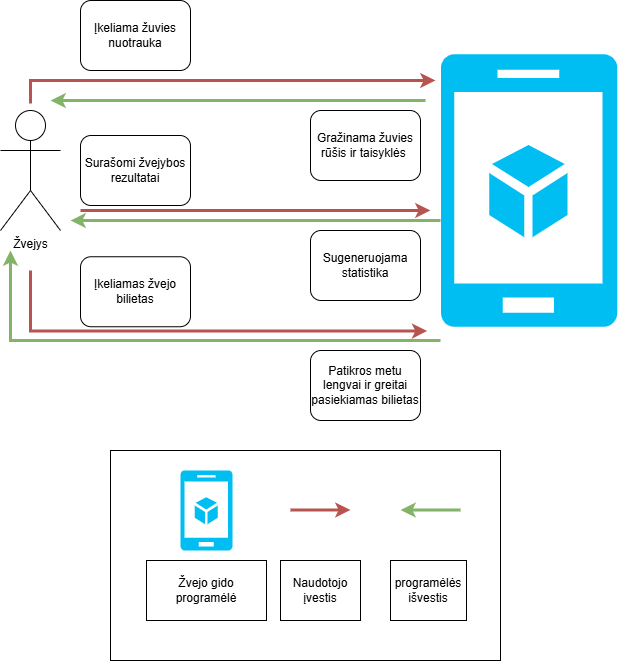 Įkeliama žuvies
nuotrauka
Gražinama žuvies
rūšis ir taisyklės
Surašomi žvejybos
rezultatai
Žvejys
Sugeneruojama
statistika
Įkeliamas žvejo
bilietas
Patikros metu
lengvai ir greitai
pasiekiamas bilietas
Žvejo gido
programėlė
Naudotojo
įvestis
programėlės
išvestis